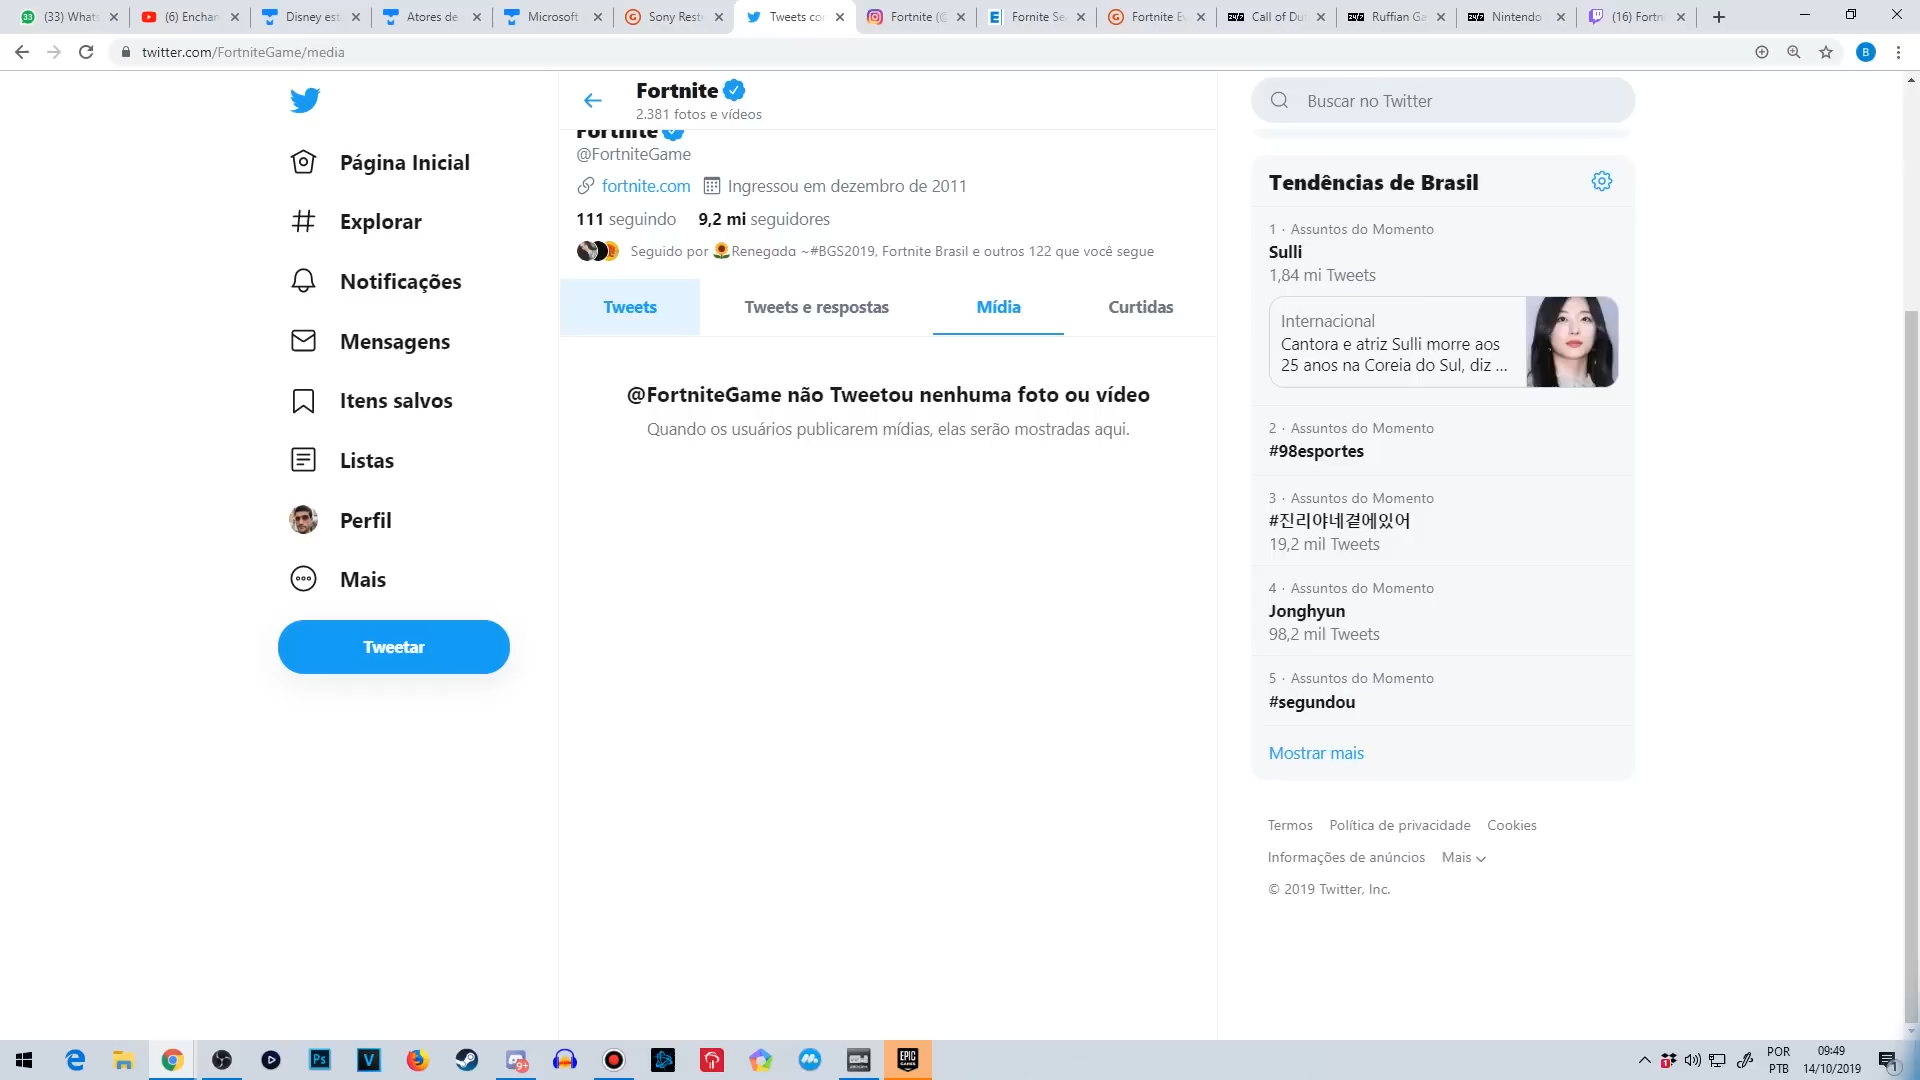 (33) Whats
(6) Enchan
Disney est
Atores de
Microsoft
Sony Restr
Tweets co
Fortnite (@
Fornite Se
Fortnite E
Call of Du
Ruffian Ga
Nintendo
(16) Fortn
twitter.com/FortniteGame/media
B
Fortnite
2.381 fotos e vídeos
Buscar no Twitter
Fortnite
@FortniteGame
fortnite.com Ingressou em dezembro de 2011
111 seguindo 9,2 mi seguidores
Seguido por 🌻Renegada ~#BGS2019, Fortnite Brasil e outros 122 que você segue
Tweets
Tweets e respostas
Mídia
Curtidas
@FortniteGame não Tweetou nenhuma foto ou vídeo
Quando os usuários publicarem mídias, elas serão mostradas aqui.
Página Inicial
Explorar
Notificações
Mensagens
Itens salvos
Listas
Perfil
Mais
Tweetar
Tendências de Brasil
1 · Assuntos do Momento
Sulli
1,84 mi Tweets
Internacional
Cantora e atriz Sulli morre aos
25 anos na Coreia do Sul, diz ...
2 · Assuntos do Momento
#98esportes
3 · Assuntos do Momento
#진리야네곁에있어
19,2 mil Tweets
4 · Assuntos do Momento
Jonghyun
98,2 mil Tweets
5 · Assuntos do Momento
#segundou
Mostrar mais
Termos Política de privacidade Cookies
Informações de anúncios Mais
© 2019 Twitter, Inc.
Ps
V
9+
EPIC
GAMES
POR
PTB
09:49
14/10/2019
1